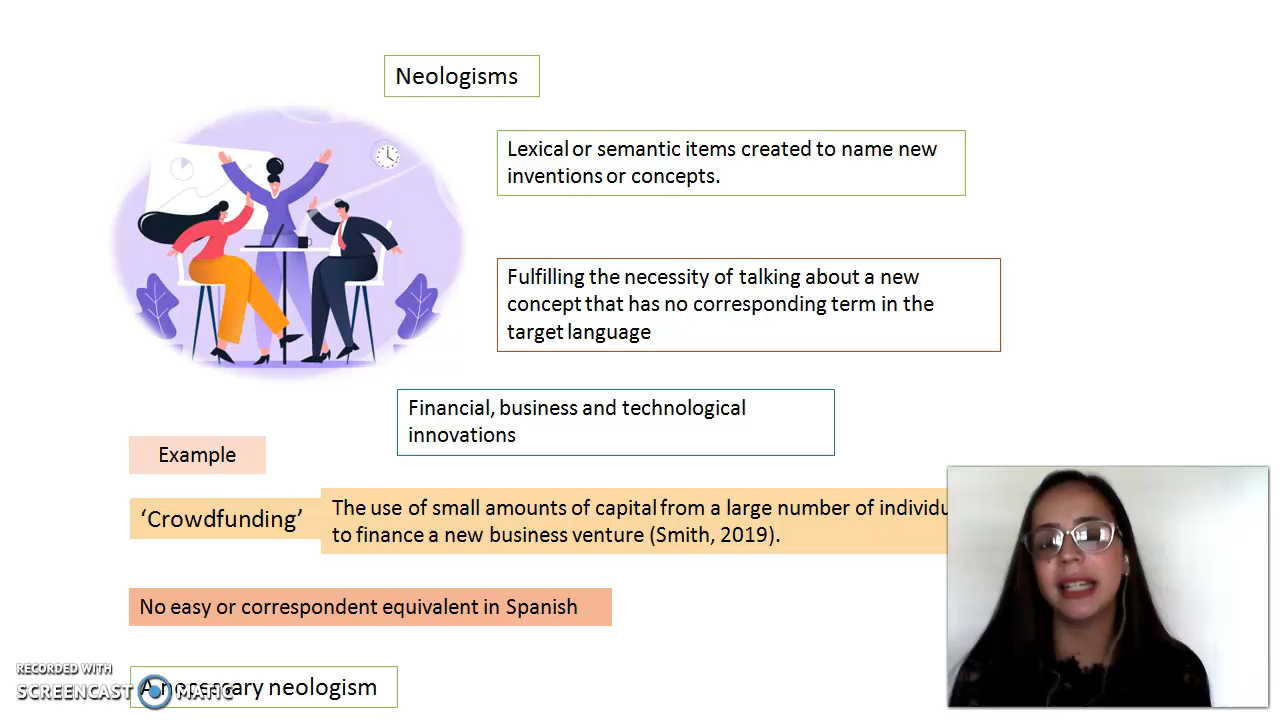 Neologisms
Lexical or semantic items created to name new
inventions or concepts.
Fulfilling the necessity of talking about a new
concept that has no corresponding term in the
target language
Financial, business and technological
innovations
Example
‘Crowdfunding’
The use of small amounts of capital from a large number of
to finance a new business venture (Smith, 2019).
No easy or correspondent equivalent in Spanish
A necessary neologism
RECORDED WITH
SCREENCAST MATIC